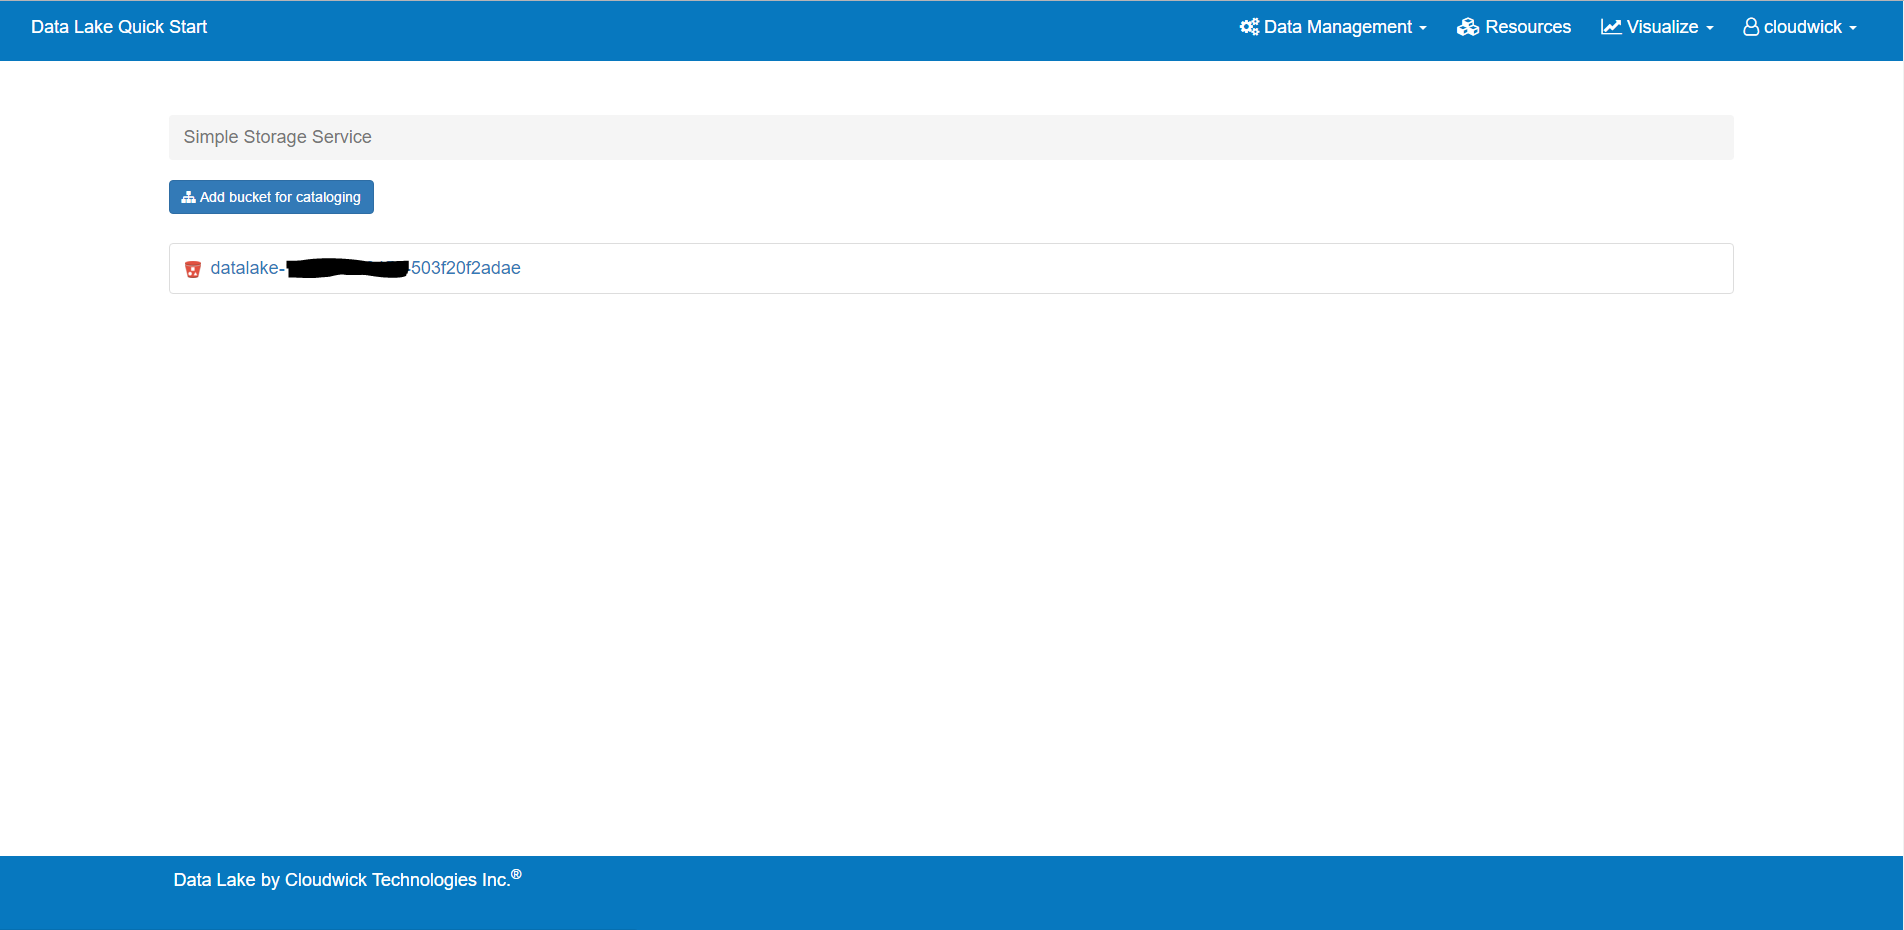 Data Lake Quick Start
Data Management
Resources
Visualize
cloudwick
Simple Storage Service
Add bucket for cataloging
datalake- -503f20f2adae
Data Lake by Cloudwick Technologies Inc.®